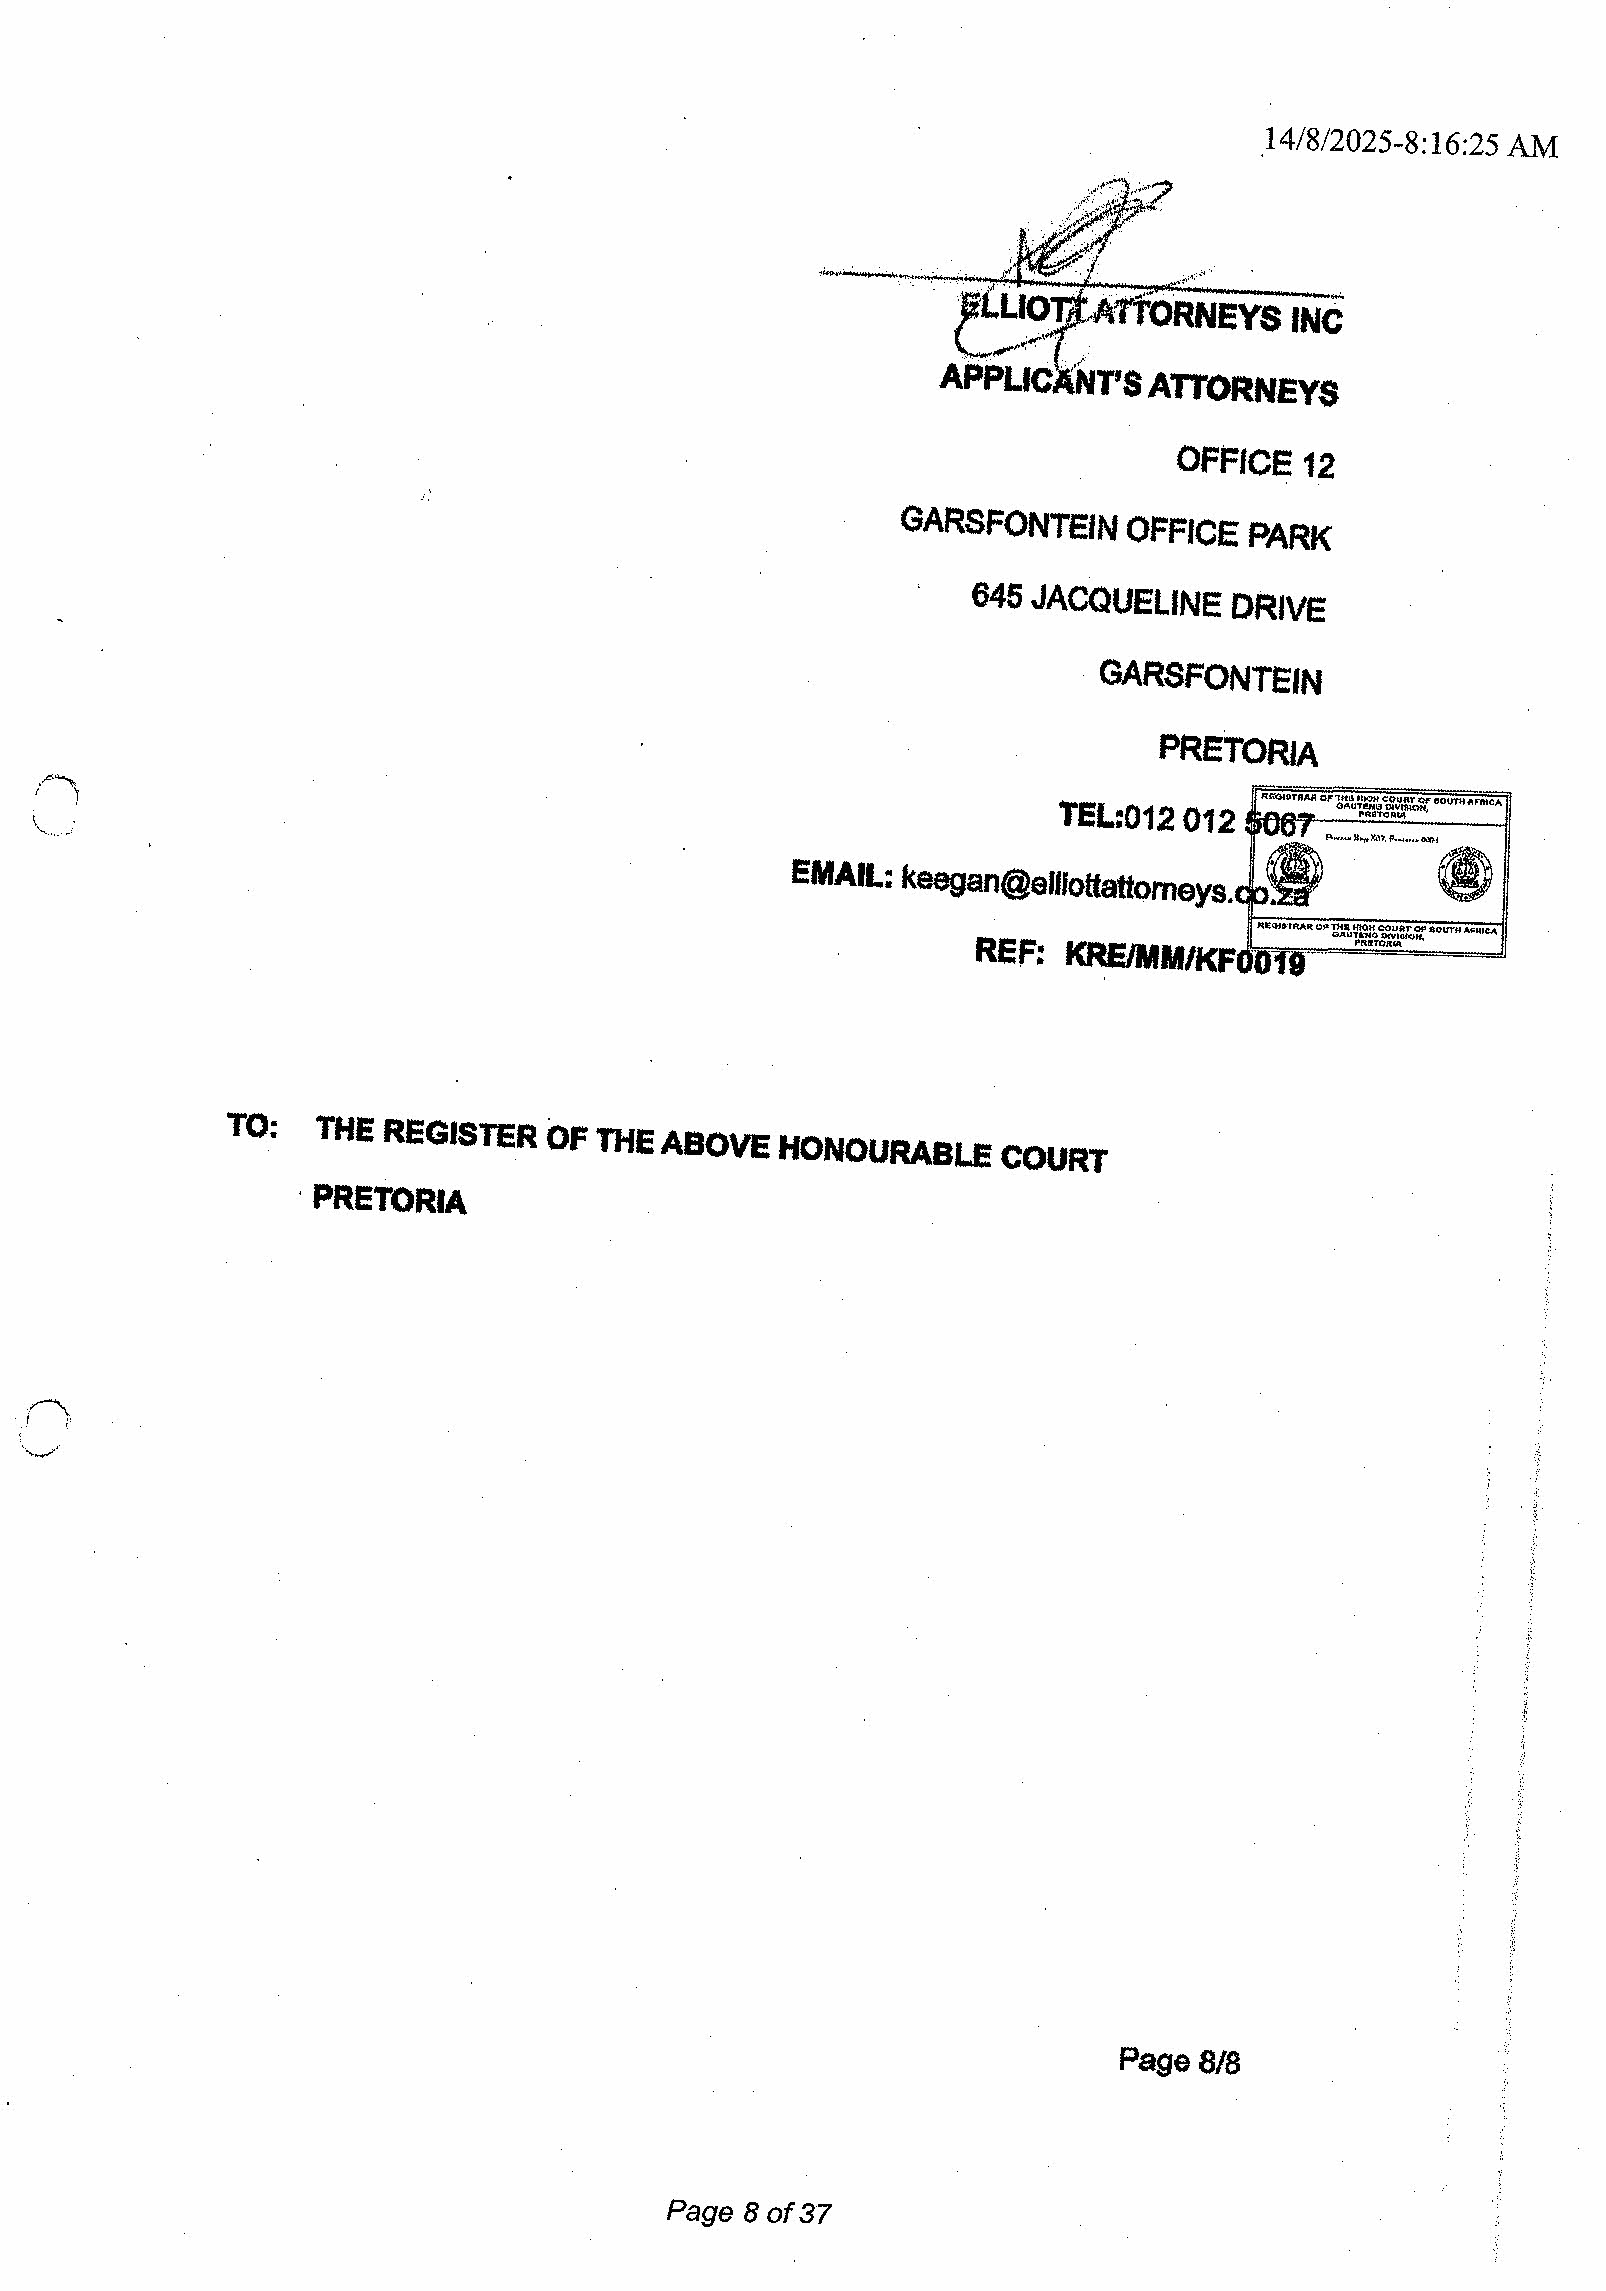 14/8/2025-8:16:25 AM
ELLIOTT ATTORNEYS INC
APPLICANT'S ATTORNEYS
OFFICE 12
GARSFONTEIN OFFICE PARK
645 JACQUELINE DRIVE
GARSFONTEIN
PRETORIA
TEL:012 012 5067
EMAIL: keegan@elliottattorneys.co.za
REF: KRE/MM/KF0019
REGISTRAR OF THE HIGH COURT OF SOUTH AFRICA
GAUTENG DIVISION,
PRETORIA
Private Bag X67, Pretoria 0001
REGISTRAR OF THE HIGH COURT OF SOUTH AFRICA
GAUTENG DIVISION,
PRETORIA
TO: THE REGISTER OF THE ABOVE HONOURABLE COURT
PRETORIA
Page 8/8
Page 8 of 37